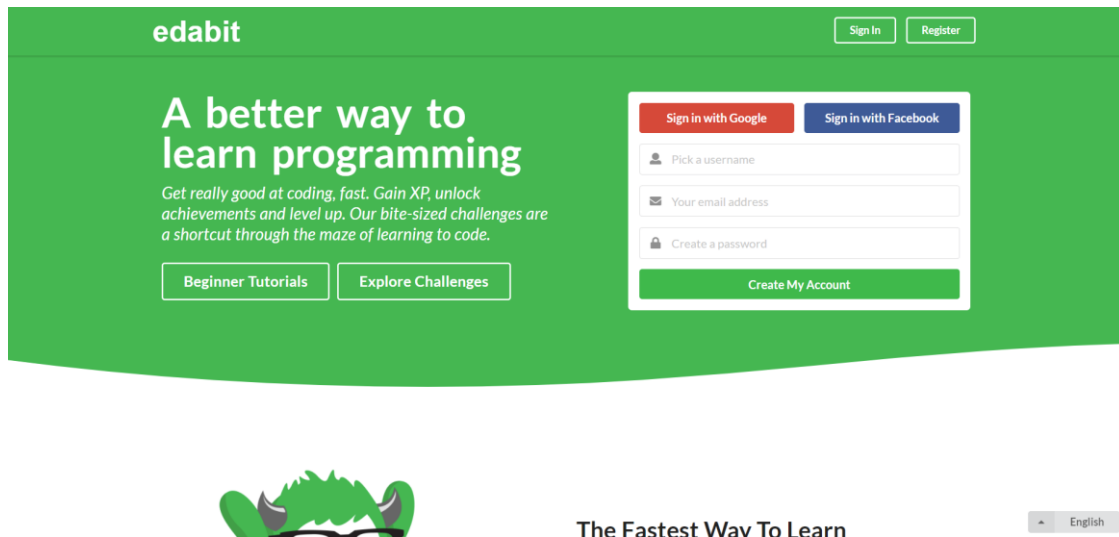 edabit
Sign In
Register
A better way to
learn programming
Get really good at coding, fast. Gain XP, unlock
achievements and level up. Our bite-sized challenges are
a shortcut through the maze of learning to code.
Beginner Tutorials
Explore Challenges
Sign in with Google
Sign in with Facebook
Pick a username
Your email address
Create a password
Create My Account
The Fastest Way To Learn
English